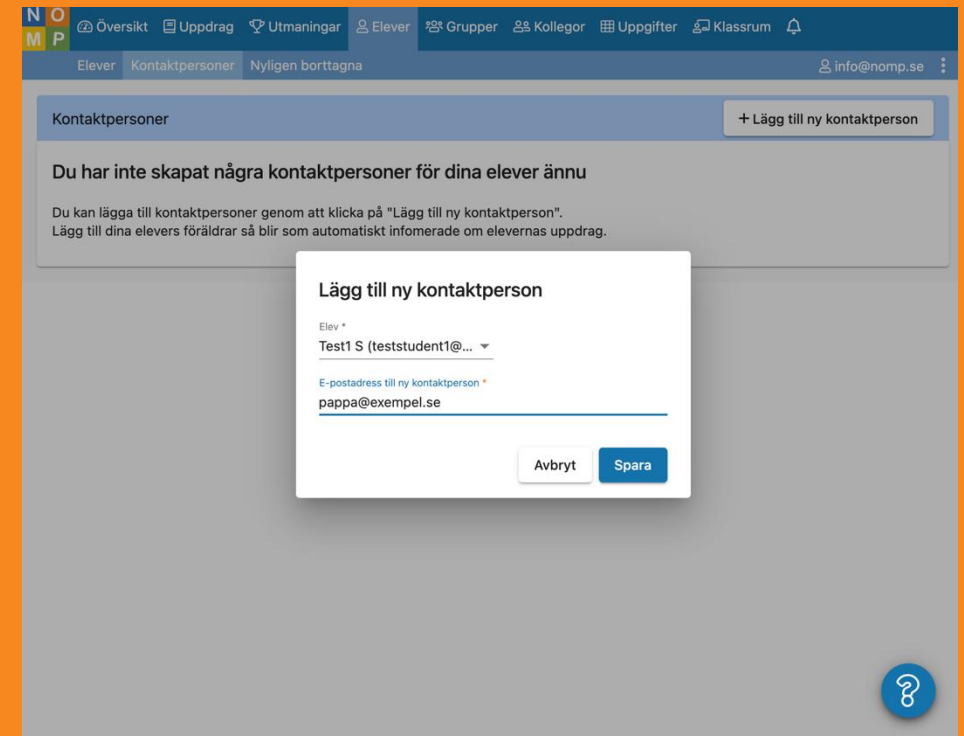 N O
M P
Översikt Uppdrag Utmaningar Elever Grupper Kollegor Uppgifter Klassrum
Elever Kontaktpersoner Nyligen borttagna info@nomp.se
Kontaktpersoner + Lägg till ny kontaktperson
Du har inte skapat några kontaktpersoner för dina elever ännu
Du kan lägga till kontaktpersoner genom att klicka på "Lägg till ny kontaktperson".
Lägg till dina elevers föräldrar så blir som automatiskt infomerade om elevernas uppdrag.
Lägg till ny kontaktperson
Elev *
Test1 S (teststudent1@...
E-postadress till ny kontaktperson *
pappa@exempel.se
Avbryt Spara